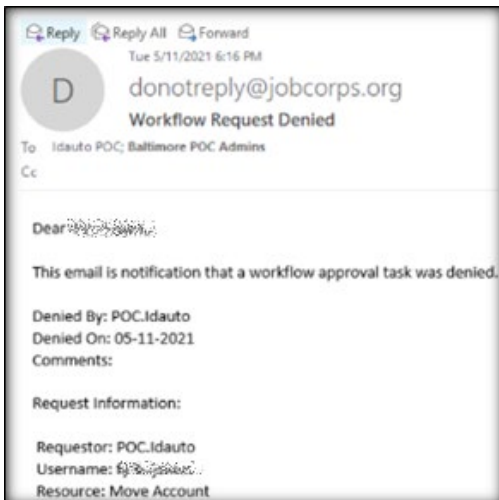 Reply Reply All Forward
Tue 5/11/2021 6:16 PM
D
donotreply@jobcorps.org
Workflow Request Denied
To Idauto POC; Baltimore POC Admins
Cc
Dear
This email is notification that a workflow approval task was denied.
Denied By: POC.Idauto
Denied On: 05-11-2021
Comments:
Request Information:
Requestor: POC.Idauto
Username:
Resource: Move Account